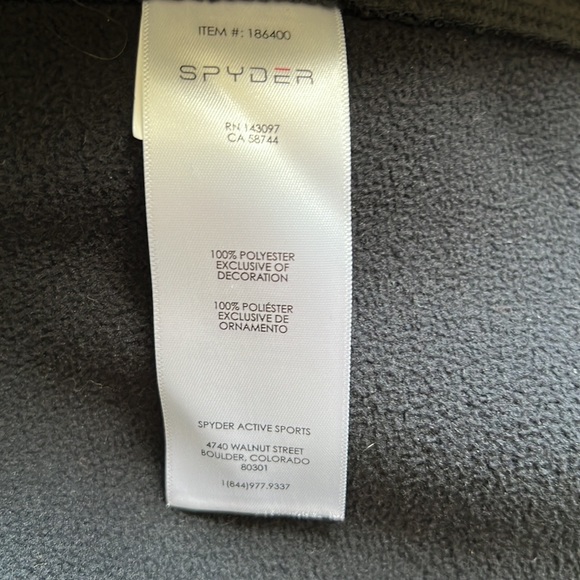 ITEM #: 186400
SPYDER
RN 143097
CA 58744
100% POLYESTER
EXCLUSIVE OF
DECORATION
100% POLIÉSTER
EXCLUSIVE DE
ORNAMENTO
SPYDER ACTIVE SPORTS
4740 WALNUT STREET
BOULDER, COLORADO
80301
1(844)977.9337